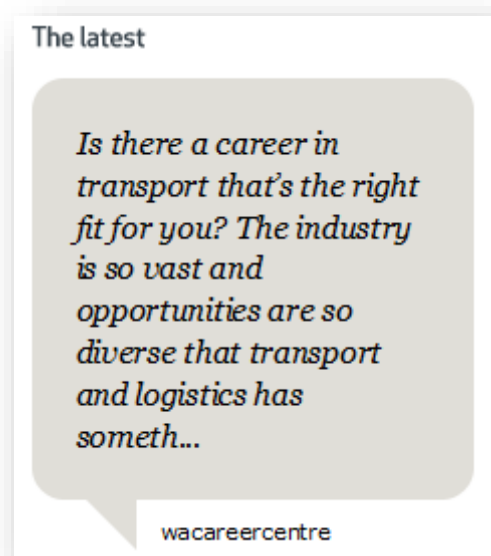 The latest
Is there a career in
transport that's the right
fit for you? The industry
is so vast and
opportunities are so
diverse that transport
and logistics has
someth...
wacareercentre